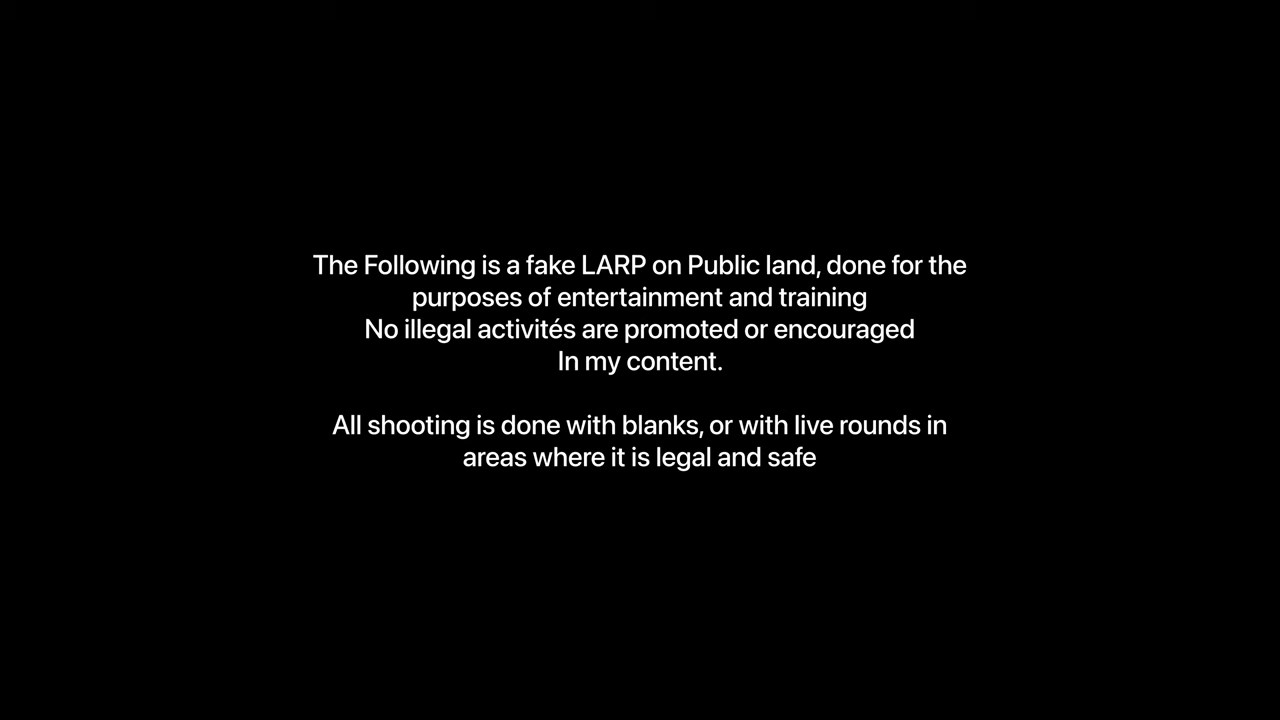 The Following is a fake LARP on Public land, done for the
purposes of entertainment and training
No illegal activités are promoted or encouraged
In my content.
All shooting is done with blanks, or with live rounds in
areas where it is legal and safe